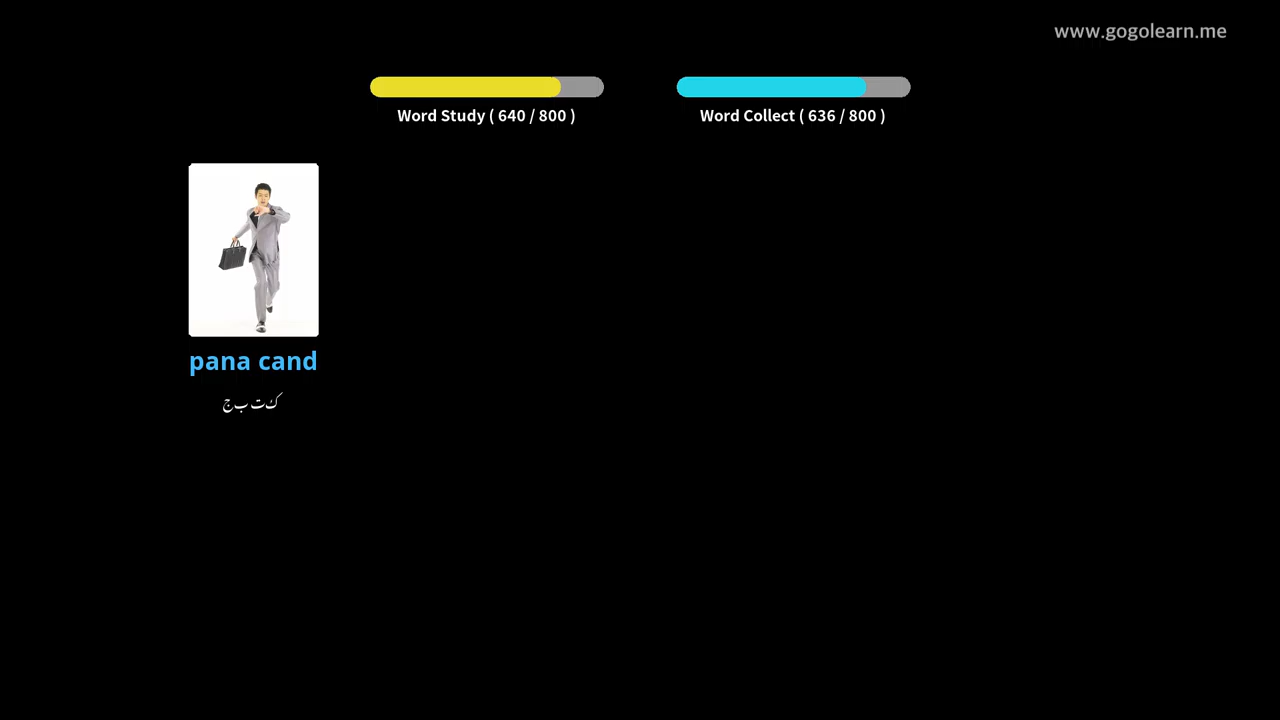 www.gogolearn.me
Word Study ( 640 / 800 )
Word Collect ( 636 / 800 )
pana cand
ک ت ب ج